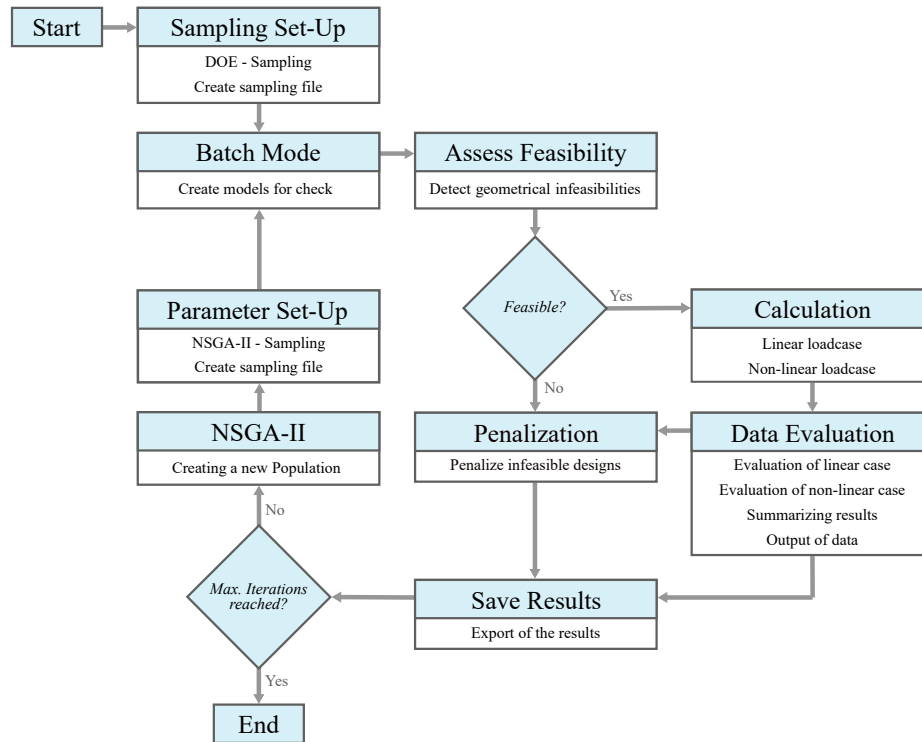 Start
Sampling Set-Up
DOE - Sampling
Create sampling file
Batch Mode
Create models for check
Assess Feasibility
Detect geometrical infeasibilities
Feasible?
Yes
No
Calculation
Linear loadcase
Non-linear loadcase
Parameter Set-Up
NSGA-II - Sampling
Create sampling file
NSGA-II
Creating a new Population
Penalization
Penalize infeasible designs
Data Evaluation
Evaluation of linear case
Evaluation of non-linear case
Summarizing results
Output of data
No
Max. Iterations
reached?
Yes
Save Results
Export of the results
End